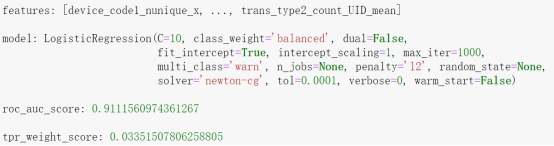 features: [device_code1_nunique_x, ..., trans_type2_count_UID_mean]
model: LogisticRegression(C=10, class_weight='balanced', dual=False,
fit_intercept=True, intercept_scaling=1, max_iter=1000,
multi_class='warn', n_jobs=None, penalty='l2', random_state=None,
solver='newton-cg', tol=0.0001, verbose=0, warm_start=False)
roc_auc_score: 0.9111560974361267
tpr_weight_score: 0.03351507806258805